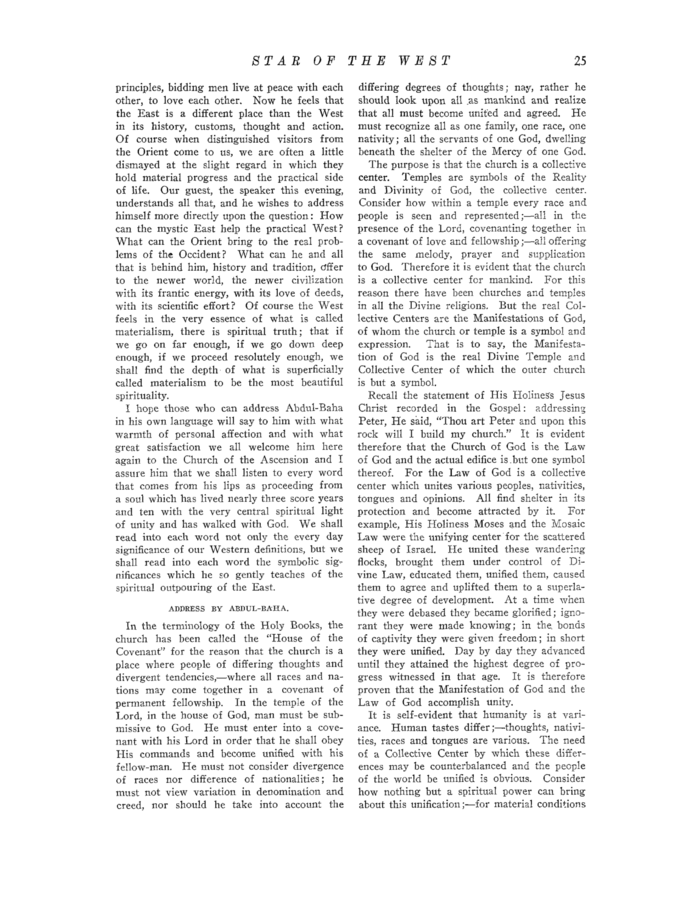 STAR OF THE WEST 25
principles, bidding men live at peace with each
other, to love each other. Now he feels that
the East is a different place than the West
in its history, customs, thought and action.
Of course when distinguished visitors from
the Orient come to us, we are often a little
dismayed at the slight regard in which they
hold material progress and the practical side
of life. Our guest, the speaker this evening,
understands all that, and he wishes to address
himself more directly upon the question: How
can the mystic East help the practical West?
What can the Orient bring to the real prob-
lems of the Occident? What can he and all
that is behind him, history and tradition, offer
to the newer world, the newer civilization
with its frantic energy, with its love of deeds,
with its scientific effort? Of course the West
feels in the very essence of what is called
materialism, there is spiritual truth; that if
we go on far enough, if we go down deep
enough, if we proceed resolutely enough, we
shall find the depth of what is superficially
called materialism to be the most beautiful
spirituality.
I hope those who can address Abdul-Baha
in his own language will say to him with what
warmth of personal affection and with what
great satisfaction we all welcome him here
again to the Church of the Ascension and I
assure him that we shall listen to every word
that comes from his lips as proceeding from
a soul which has lived nearly three score years
and ten with the very central spiritual light
of unity and has walked with God. We shall
read into each word not only the every day
significance of our Western definitions, but we
shall read into each word the symbolic sig-
nificances which he so gently teaches of the
spiritual outpouring of the East.
ADDRESS BY ABDUL-BAHA.
In the terminology of the Holy Books, the
church has been called the "House of the
Covenant" for the reason that the church is a
place where people of differing thoughts and
divergent tendencies,—where all races and na-
tions may come together in a covenant of
permanent fellowship. In the temple of the
Lord, in the house of God, man must be sub-
missive to God. He must enter into a cove-
nant with his Lord in order that he shall obey
His commands and become unified with his
fellow-man. He must not consider divergence
of races nor difference of nationalities; he
must not view variation in denomination and
creed, nor should he take into account the
differing degrees of thoughts; nay, rather he
should look upon all as mankind and realize
that all must become united and agreed. He
must recognize all as one family, one race, one
nativity; all the servants of one God, dwelling
beneath the shelter of the Mercy of one God.
The purpose is that the church is a collective
center. Temples are symbols of the Reality
and Divinity of God, the collective center.
Consider how within a temple every race and
people is seen and represented;—all in the
presence of the Lord, covenanting together in
a covenant of love and fellowship;—all offering
the same melody, prayer and supplication
to God. Therefore it is evident that the church
is a collective center for mankind. For this
reason there have been churches and temples
in all the Divine religions. But the real Col-
lective Centers are the Manifestations of God,
of whom the church or temple is a symbol and
expression. That is to say, the Manifesta-
tion of God is the real Divine Temple and
Collective Center of which the outer church
is but a symbol.
Recall the statement of His Holiness Jesus
Christ recorded in the Gospel: addressing
Peter, He said, "Thou art Peter and upon this
rock will I build my church." It is evident
therefore that the Church of God is the Law
of God and the actual edifice is but one symbol
thereof. For the Law of God is a collective
center which unites various peoples, nativities,
tongues and opinions. All find shelter in its
protection and become attracted by it. For
example, His Holiness Moses and the Mosaic
Law were the unifying center for the scattered
sheep of Israel. He united these wandering
flocks, brought them under control of Di-
vine Law, educated them, unified them, caused
them to agree and uplifted them to a superla-
tive degree of development. At a time when
they were debased they became glorified; igno-
rant they were made knowing; in the bonds
of captivity they were given freedom; in short
they were unified. Day by day they advanced
until they attained the highest degree of pro-
gress witnessed in that age. It is therefore
proven that the Manifestation of God and the
Law of God accomplish unity.
It is self-evident that humanity is at vari-
ance. Human tastes differ;—thoughts, nativi-
ties, races and tongues are various. The need
of a Collective Center by which these differ-
ences may be counterbalanced and the people
of the world be unified is obvious. Consider
how nothing but a spiritual power can bring
about this unification;—for material conditions